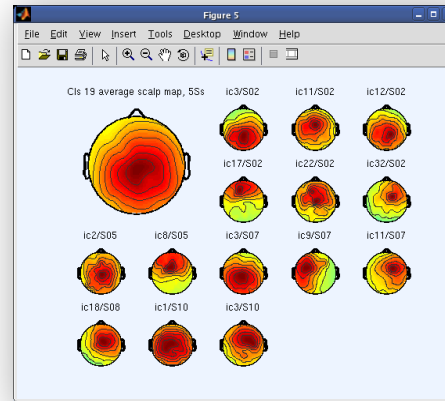 Figure 5
File Edit View Insert Tools Desktop Window Help
Cls 19 average scalp map, 5Ss
ic3/S02 ic11/S02 ic12/S02
ic17/S02 ic22/S02 ic32/S02
ic2/S05 ic8/S05 ic3/S07 ic9/S07 ic11/S07
ic18/S08 ic1/S10 ic3/S10